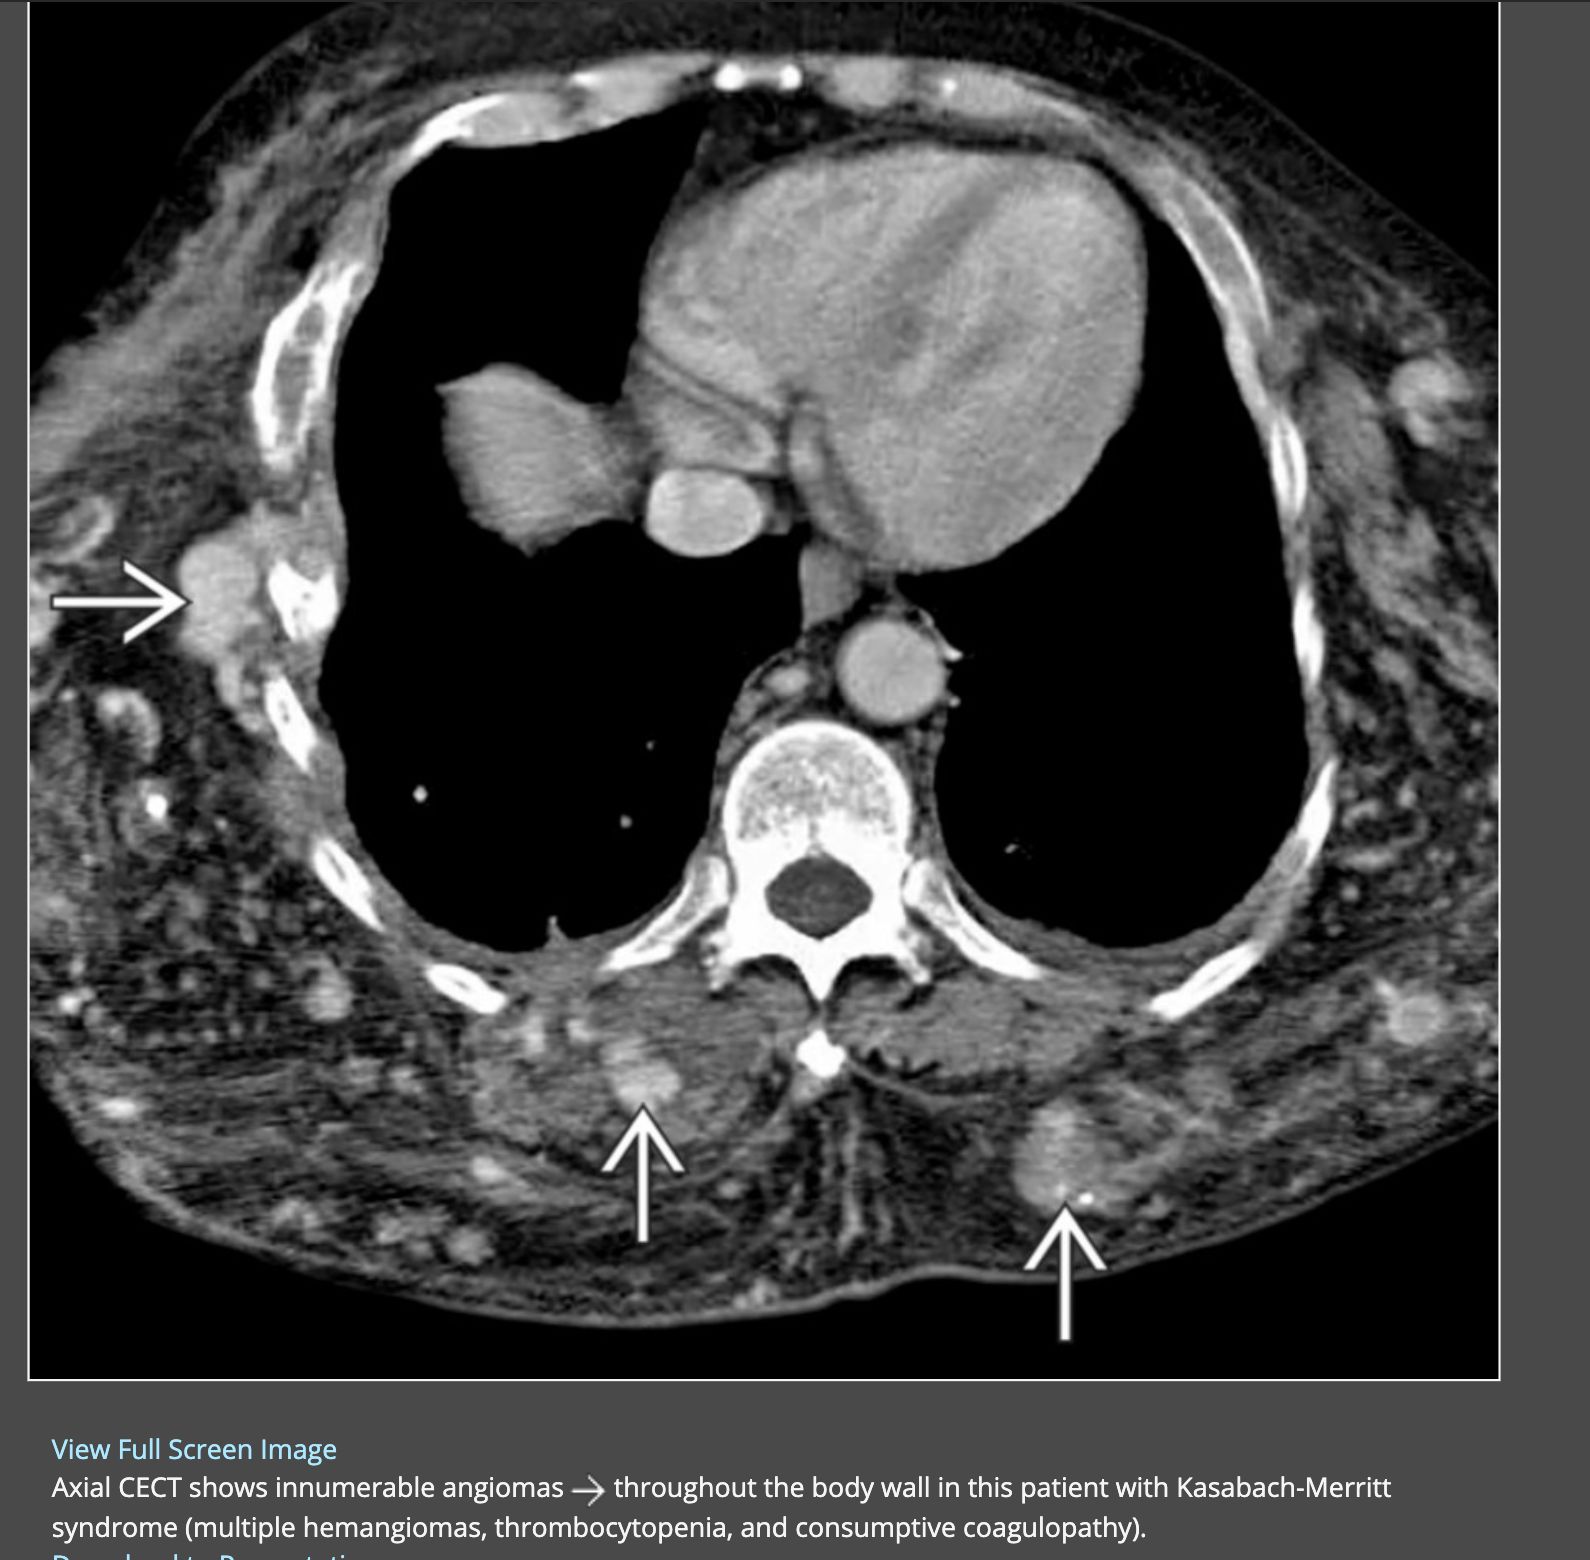 View Full Screen Image
Axial CECT shows innumerable angiomas → throughout the body wall in this patient with Kasabach-Merritt
syndrome (multiple hemangiomas, thrombocytopenia, and consumptive coagulopathy).